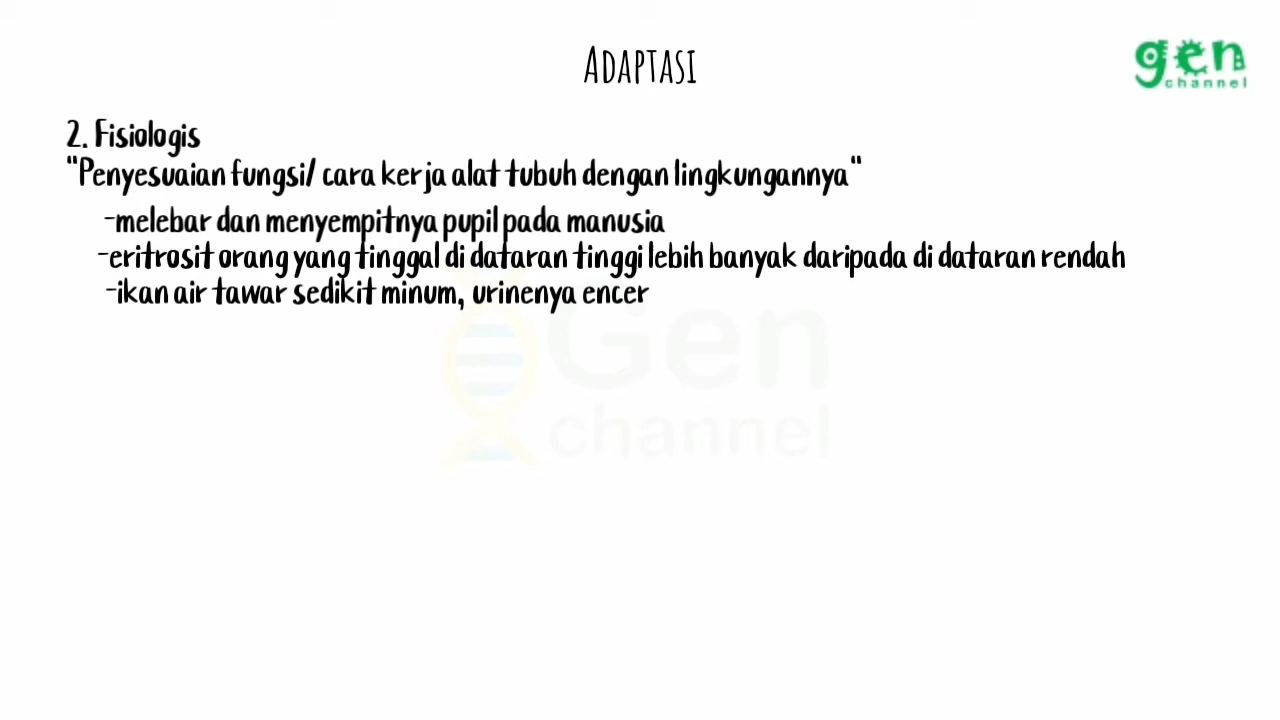 ADAPTASI
gen
channel
2. Fisiologis
"Penyesuaian fungsi/ cara kerja alat tubuh dengan lingkungannya"
-melebar dan menyempitnya pupil pada manusia
-eritrosit orang yang tinggal di dataran tinggi lebih banyak daripada di dataran rendah
-ikan air tawar sedikit minum, urinenya encer
Gen
channel